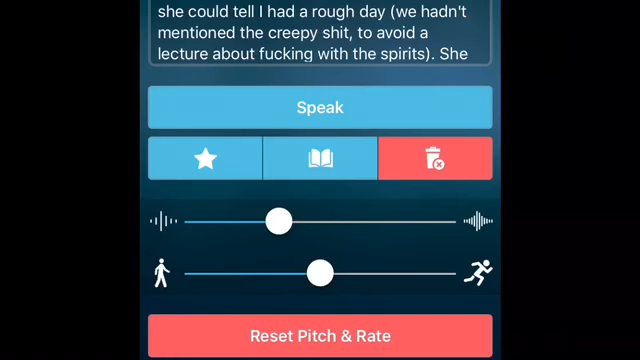 she could tell I had a rough day (we hadn't
mentioned the creepy shit, to avoid a
lecture about fucking with the spirits). She
Speak
Reset Pitch & Rate